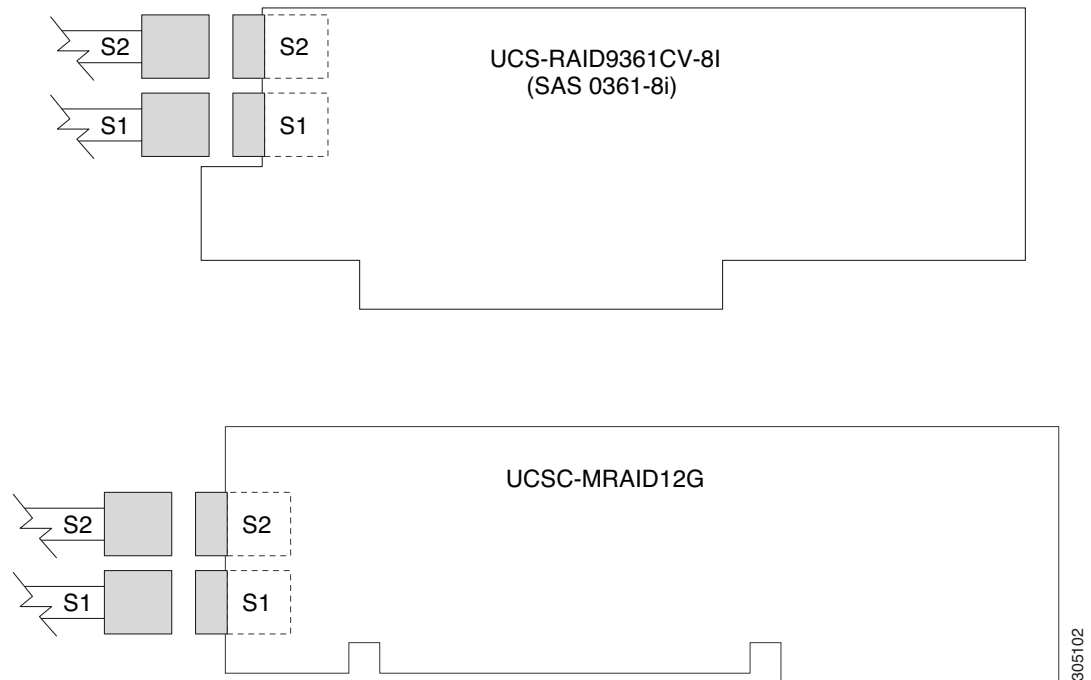 S2
S2
UCS-RAID9361CV-8I
(SAS 0361-8i)
S1
S1
UCSC-MRAID12G
S2
S2
S1
S1
305102